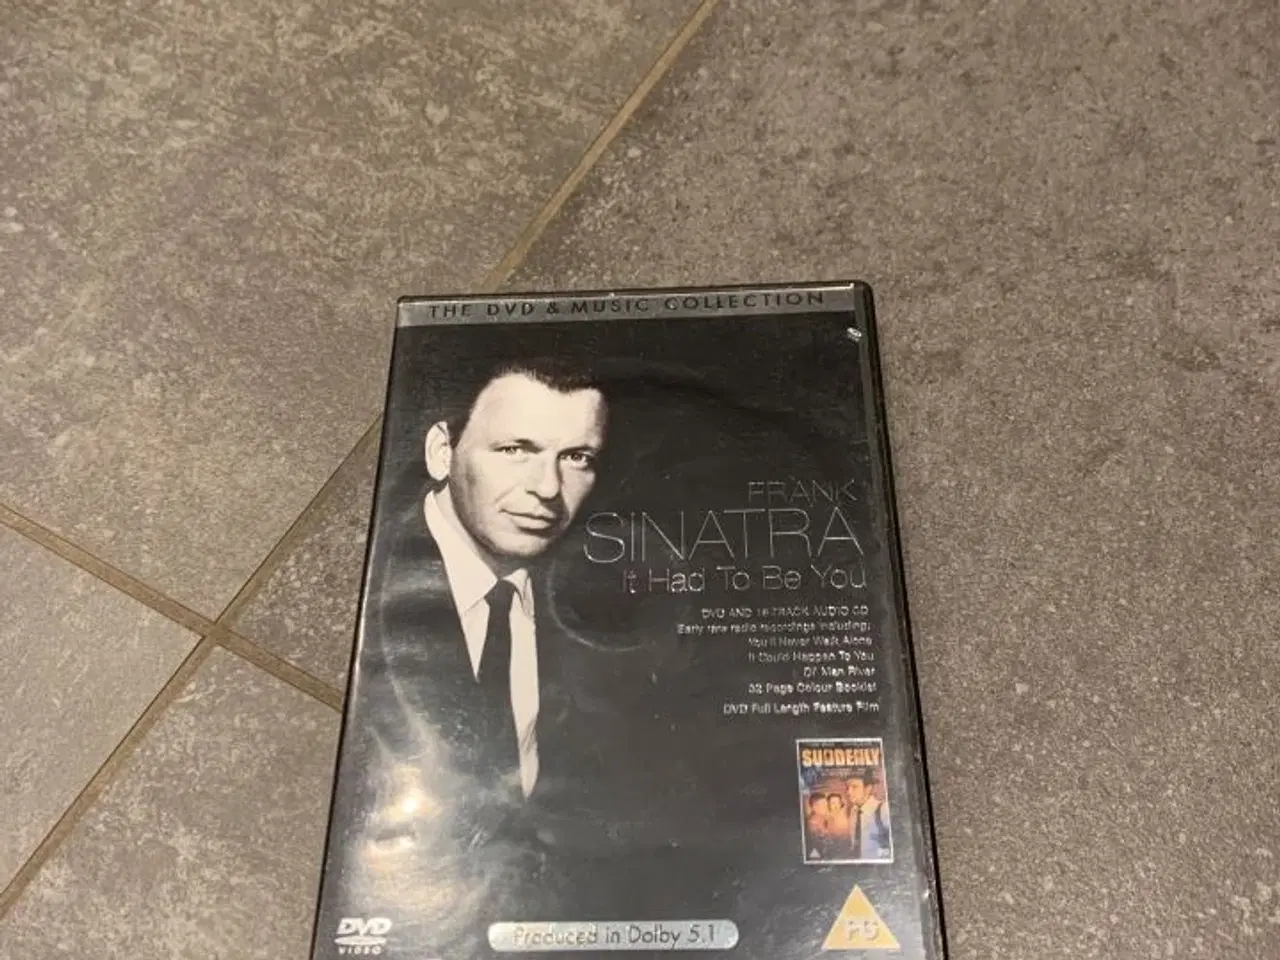 THE DVD & MUSIC COLLECTION
FRANK
SINATRA
It Had To Be You
DVD AND 16 TRACK AUDIO CD
Early rare radio recordings including:
You'll Never Walk Alone
It Could Happen To You
Ol' Man River
32 Page Colour Booklet
DVD Full Length Feature Film
SUDDENLY
DVD
VIDEO
Produced in Dolby 5.1
PG